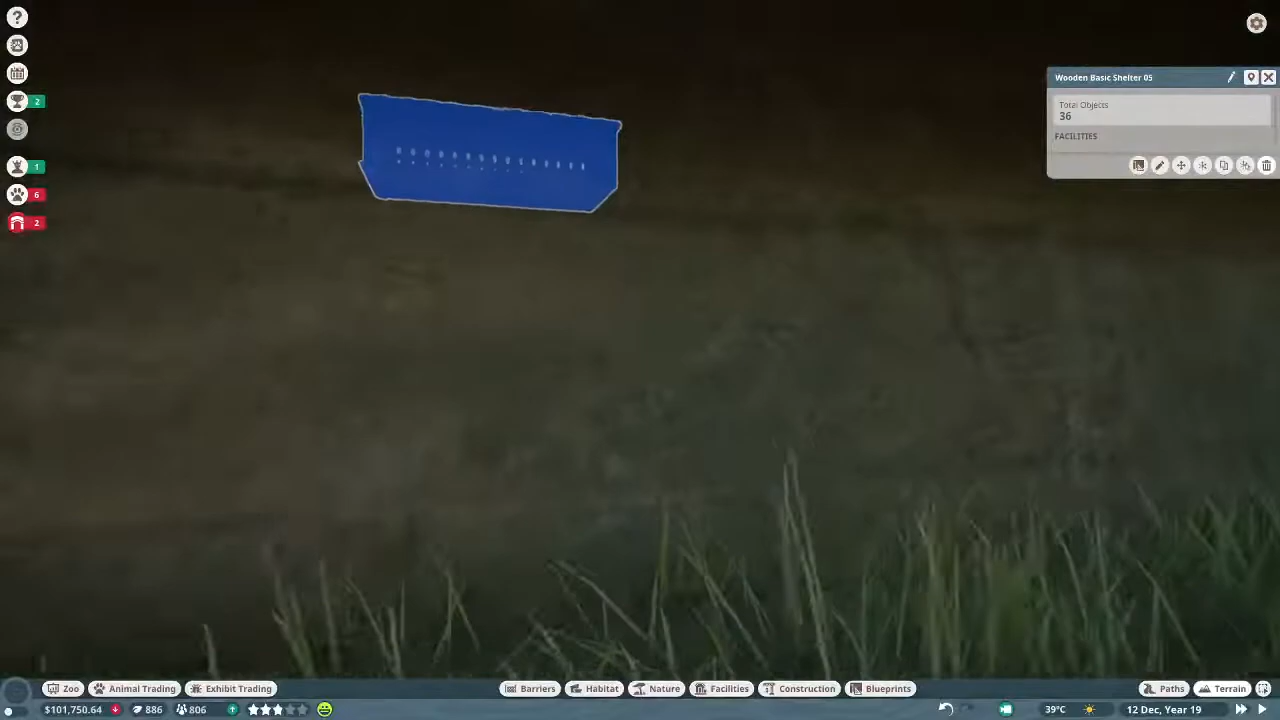 2
1
6
2
Wooden Basic Shelter 05
Total Objects
36
FACILITIES
Zoo
Animal Trading
Exhibit Trading
Barriers
Habitat
Nature
Facilities
Construction
Blueprints
Paths
Terrain
$101,750.64
886
806
39°C
12 Dec, Year 19